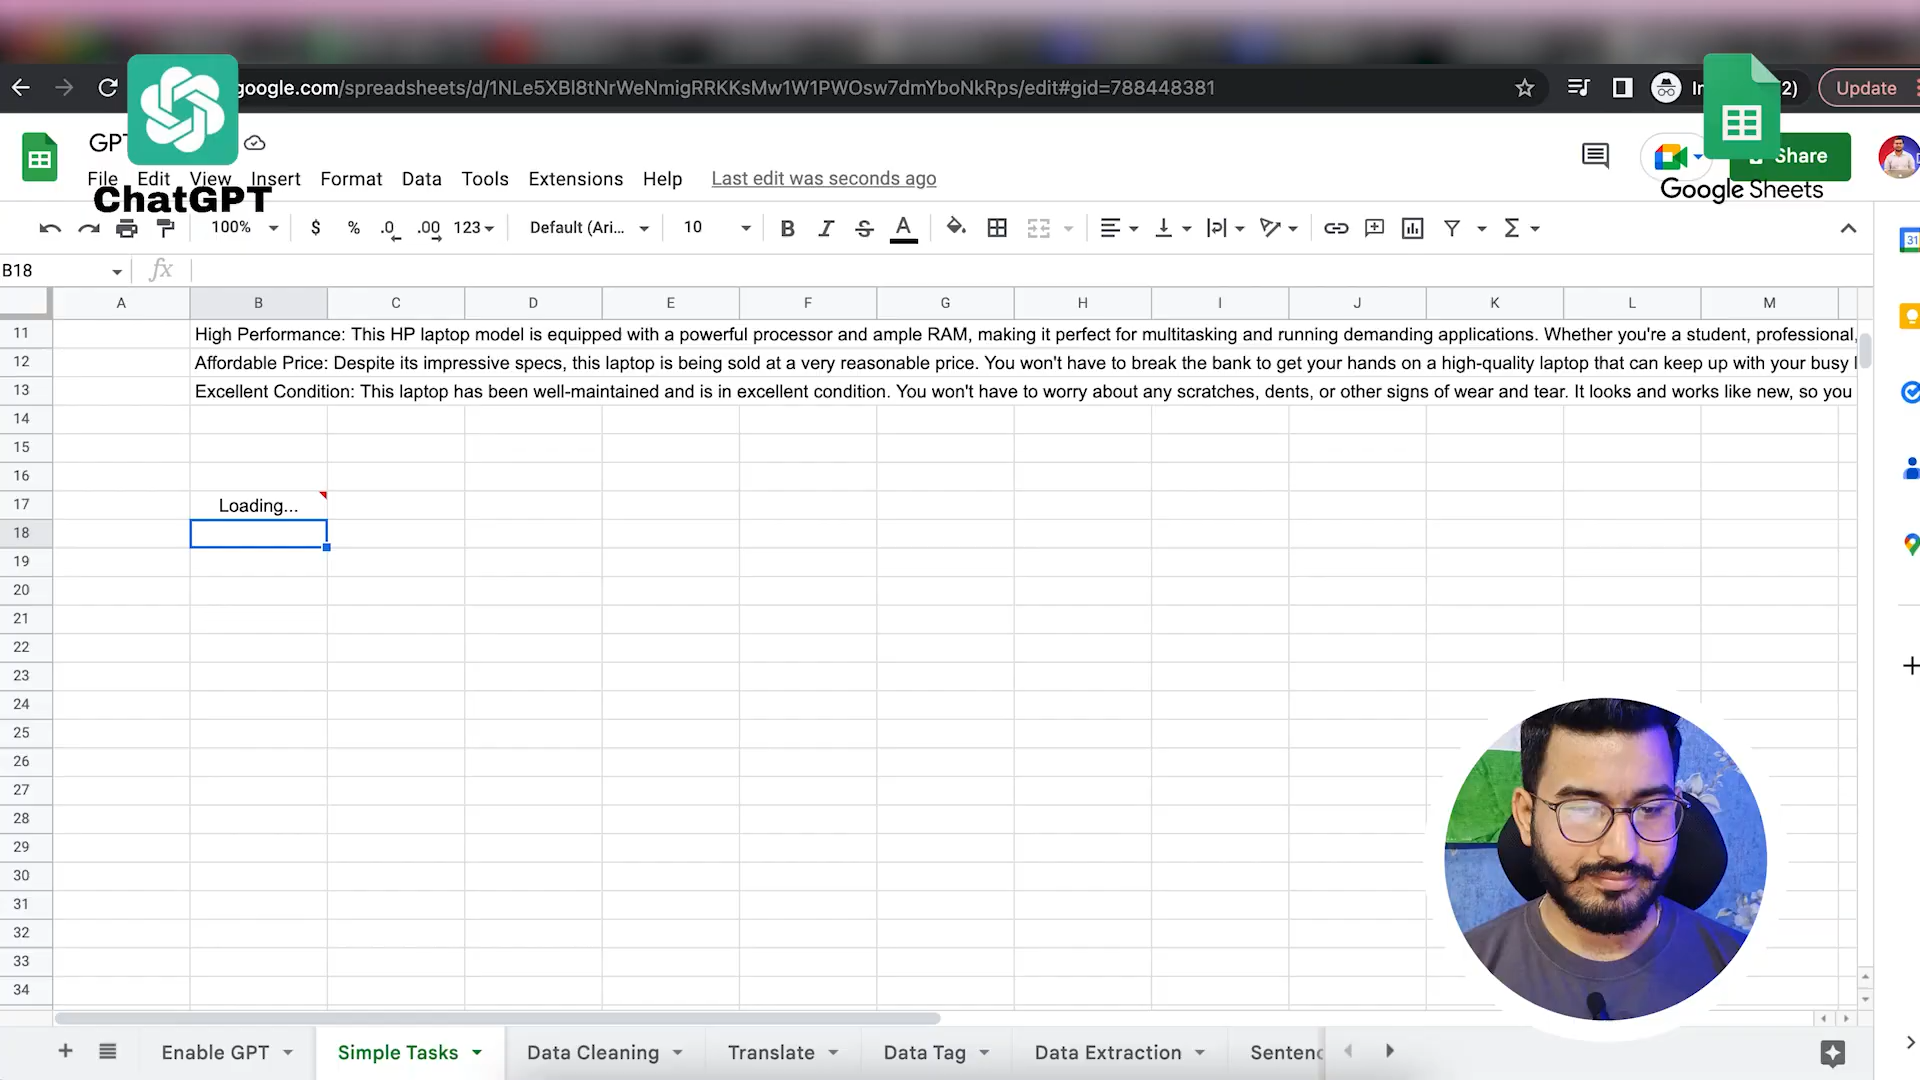 google.com/spreadsheets/d/1NLe5XBl8tNrWeNmigRRKKsMw1W1PWOsw7dmYboNkRps/edit#gid=788448381
2)
Update
GPT
Share
File Edit View Insert Format Data Tools Extensions Help Last edit was seconds ago
ChatGPT
Google Sheets
100% $ % .0 .00 123 Default (Ari... 10 B I S A Σ
B18 fx
31
A B C D E F G H I J K L M
11 High Performance: This HP laptop model is equipped with a powerful processor and ample RAM, making it perfect for multitasking and running demanding applications. Whether you're a student, professional,
12 Affordable Price: Despite its impressive specs, this laptop is being sold at a very reasonable price. You won't have to break the bank to get your hands on a high-quality laptop that can keep up with your busy
13 Excellent Condition: This laptop has been well-maintained and is in excellent condition. You won't have to worry about any scratches, dents, or other signs of wear and tear. It looks and works like new, so you
14
15
16
17 Loading...
18
19
20
21
22
23
24
25
26
27
28
29
30
31
32
33
34
Enable GPT Simple Tasks Data Cleaning Translate Data Tag Data Extraction Sentenc